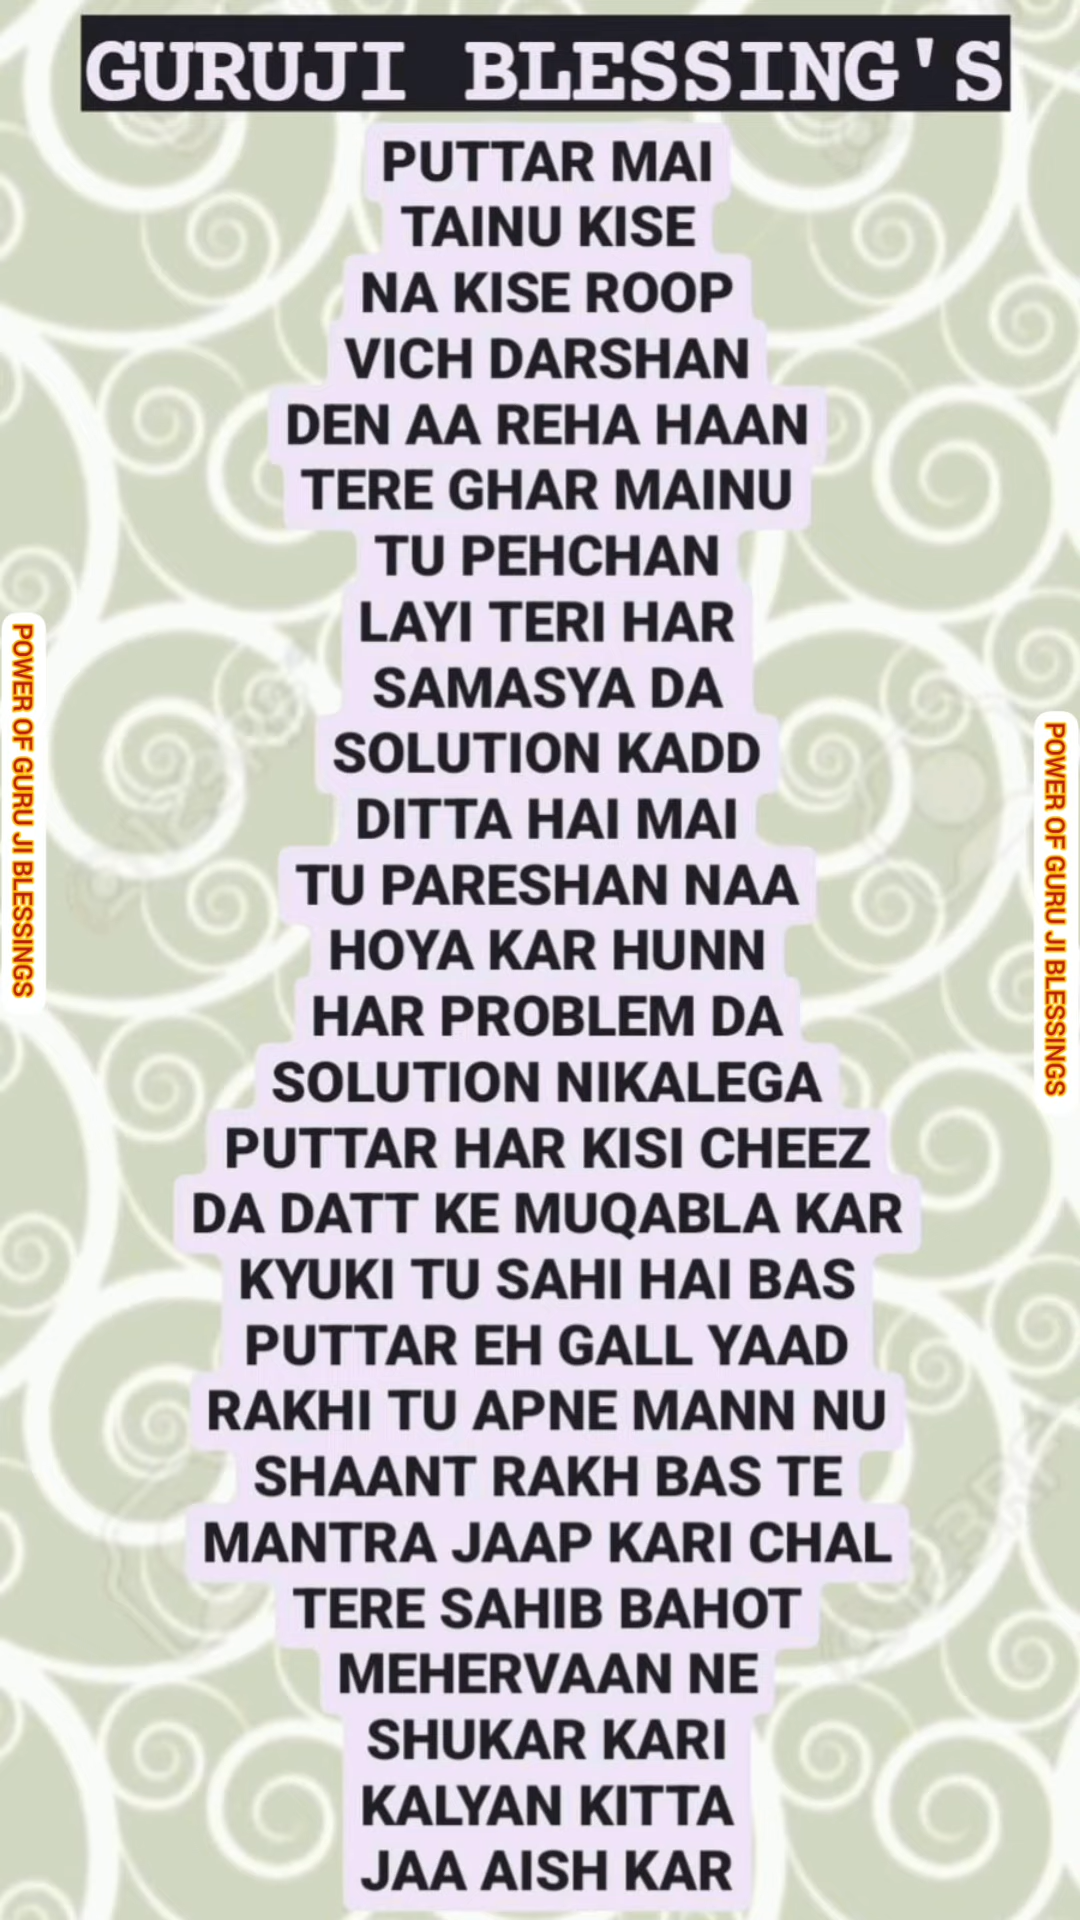 GURUJI BLESSING'S
PUTTAR MAI
TAINU KISE
NA KISE ROOP
VICH DARSHAN
DEN AA REHA HAAN
TERE GHAR MAINU
TU PEHCHAN
LAYI TERI HAR
SAMASYA DA
SOLUTION KADD
DITTA HAI MAI
TU PARESHAN NAA
HOYA KAR HUNN
HAR PROBLEM DA
SOLUTION NIKALEGA
PUTTAR HAR KISI CHEEZ
DA DATT KE MUQABLA KAR
KYUKI TU SAHI HAI BAS
PUTTAR EH GALL YAAD
RAKHI TU APNE MANN NU
SHAANT RAKH BAS TE
MANTRA JAAP KARI CHAL
TERE SAHIB BAHOT
MEHERVAAN NE
SHUKAR KARI
KALYAN KITTA
JAA AISH KAR
POWER OF GURU JI BLESSINGS
POWER OF GURU JI BLESSINGS